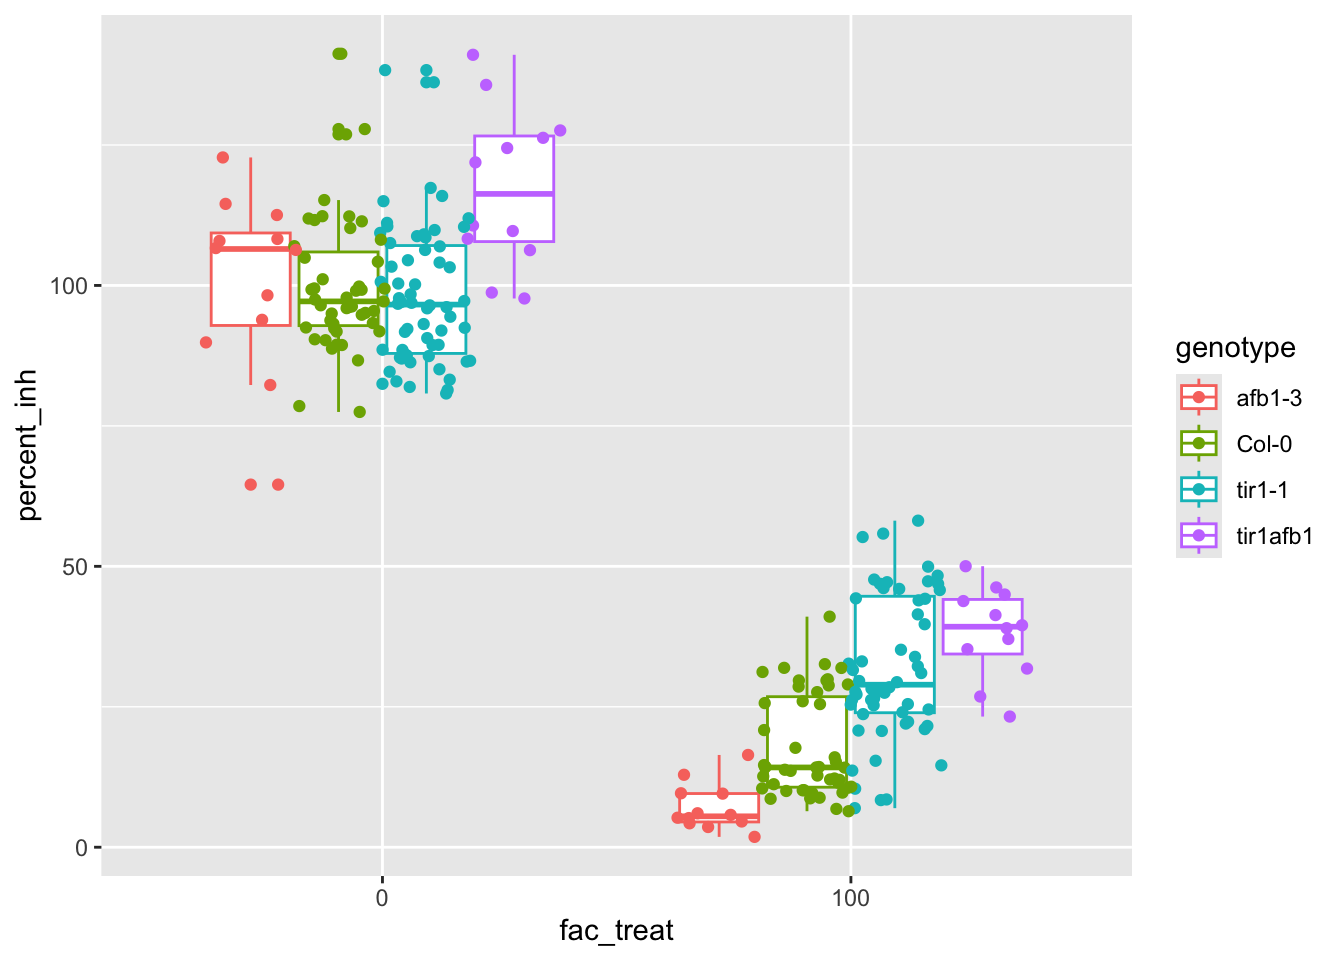 percent_inh
100
50
0
0
100
fac_treat
genotype
afb1-3
Col-0
tir1-1
tir1afb1